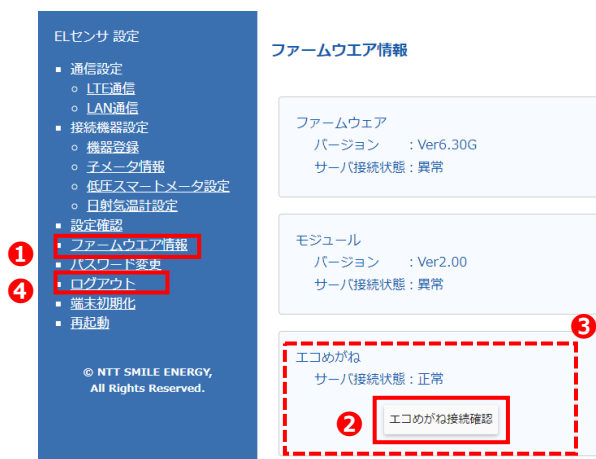 ELセンサ 設定
通信設定
LTE通信
LAN通信
接続機器設定
機器登録
子メータ情報
低圧スマートメータ設定
日射気温計設定
設定確認
❶
ファームウエア情報
パスワード変更
❹
ログアウト
端末初期化
再起動
© NTT SMILE ENERGY,
All Rights Reserved.
ファームウエア情報
ファームウェア
バージョン : Ver6.30G
サーバ接続状態 : 異常
モジュール
バージョン : Ver2.00
サーバ接続状態 : 異常
❸
エコめがね
サーバ接続状態 : 正常
❷
エコめがね接続確認